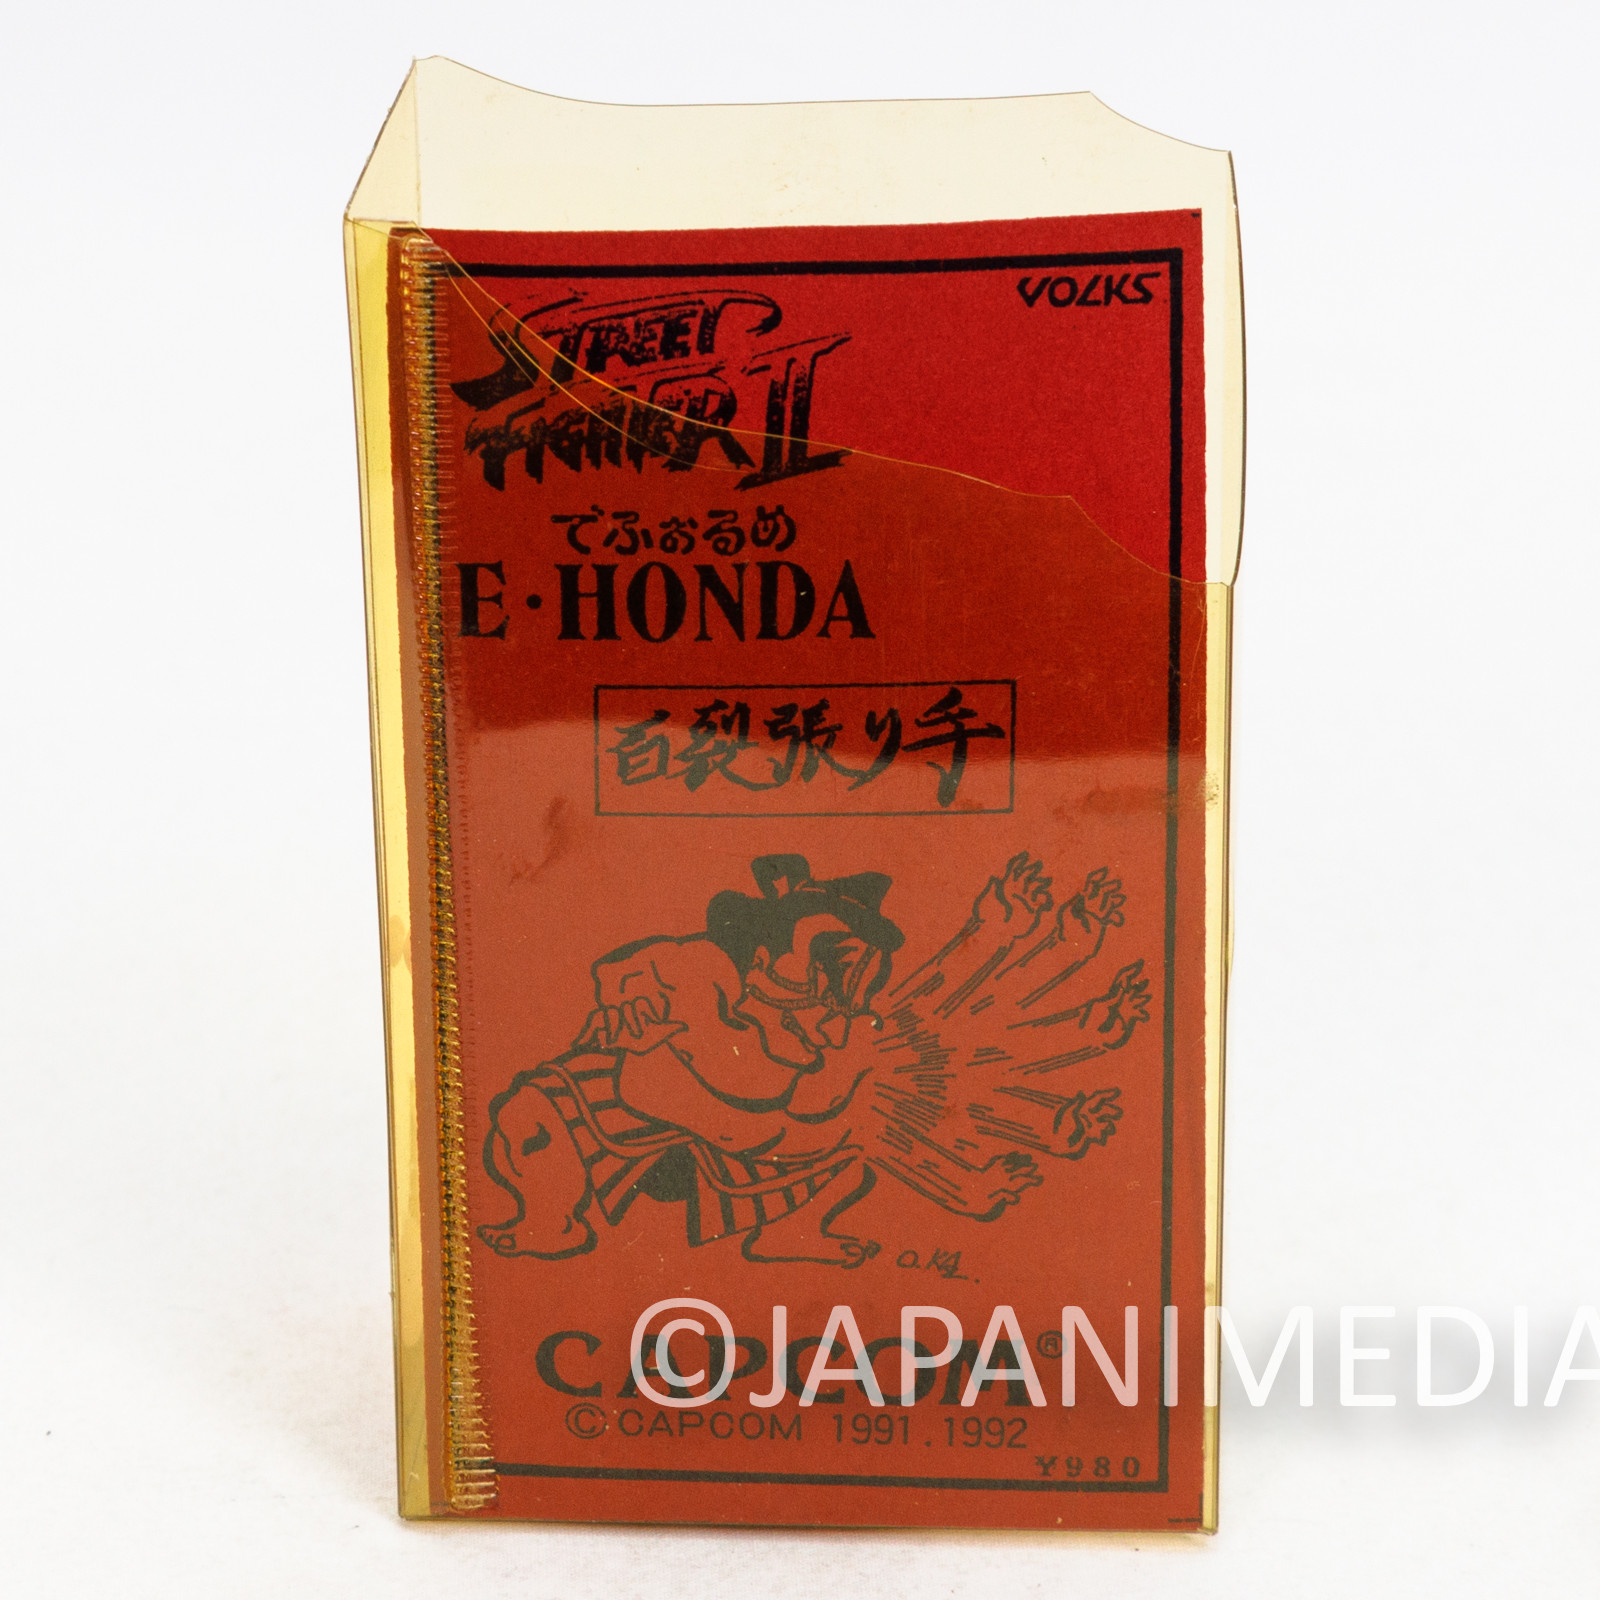 VOLKS
STREET
FIGHTER II
でふぉるめ
E・HONDA
百裂張り手
O.KAZ.
CAPCOM®
©JAPANIMEDIA
©CAPCOM 1991.1992
¥980